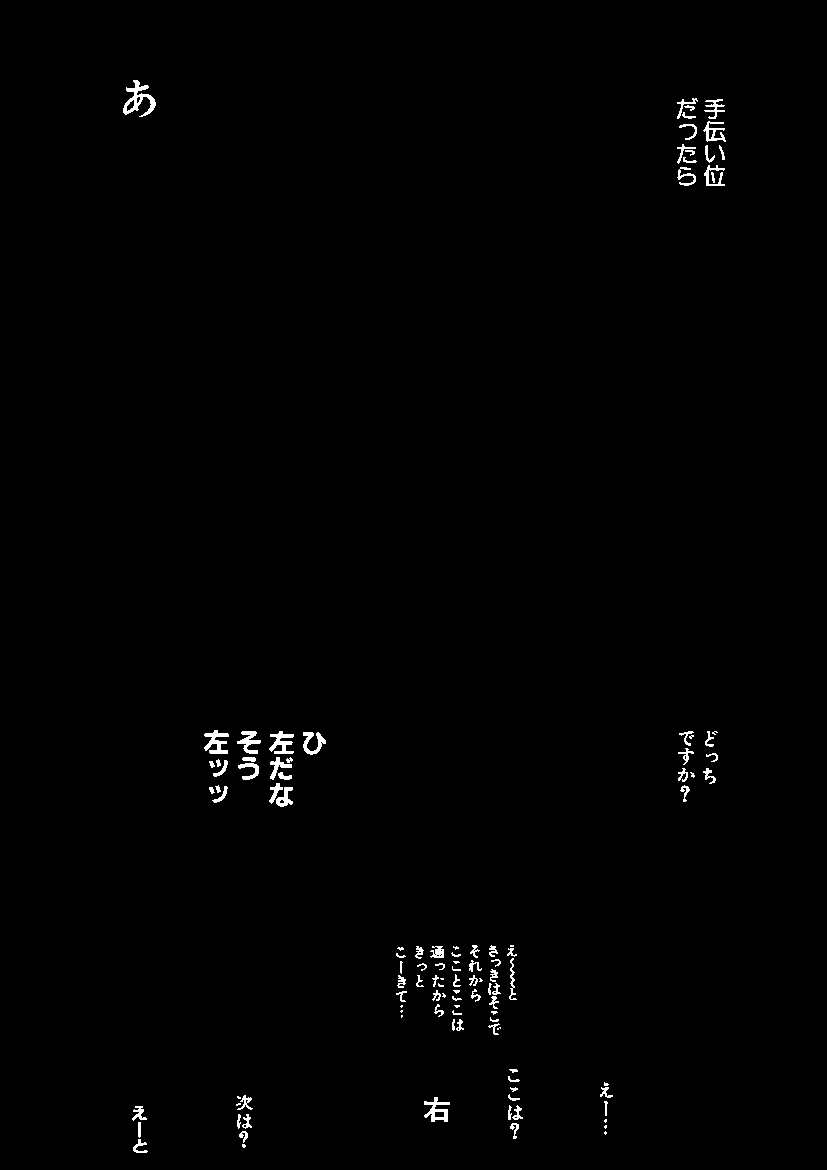 手伝い位
だったら
あ
どっち
ですか?
ひ
左だな
そう
左ッッ
え〜〜〜と
さっきはそこで
それから
こことここは
通ったから
きっと
こーきて…
えー…
ここは?
右
次は?
えーと